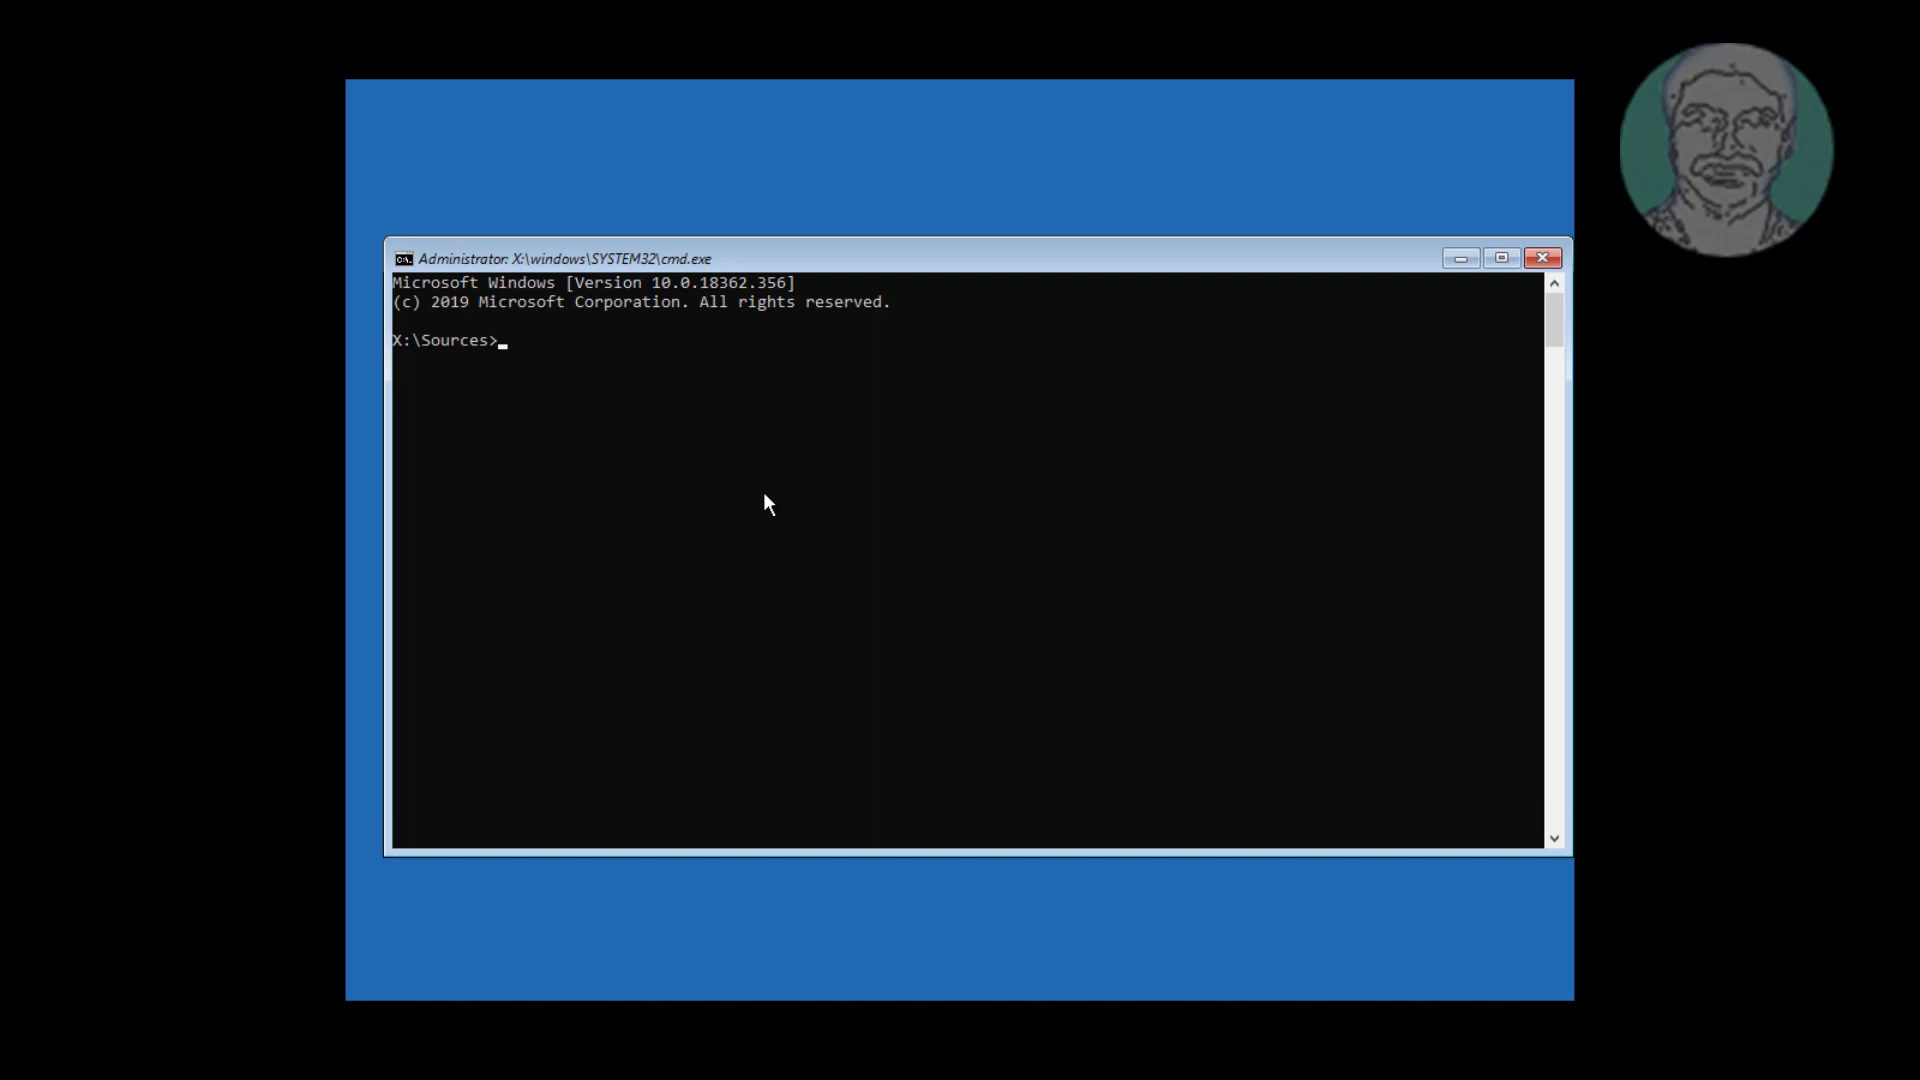 Administrator: X:\windows\SYSTEM32\cmd.exe
Microsoft Windows [Version 10.0.18362.356]
(c) 2019 Microsoft Corporation. All rights reserved.
X:\Sources>